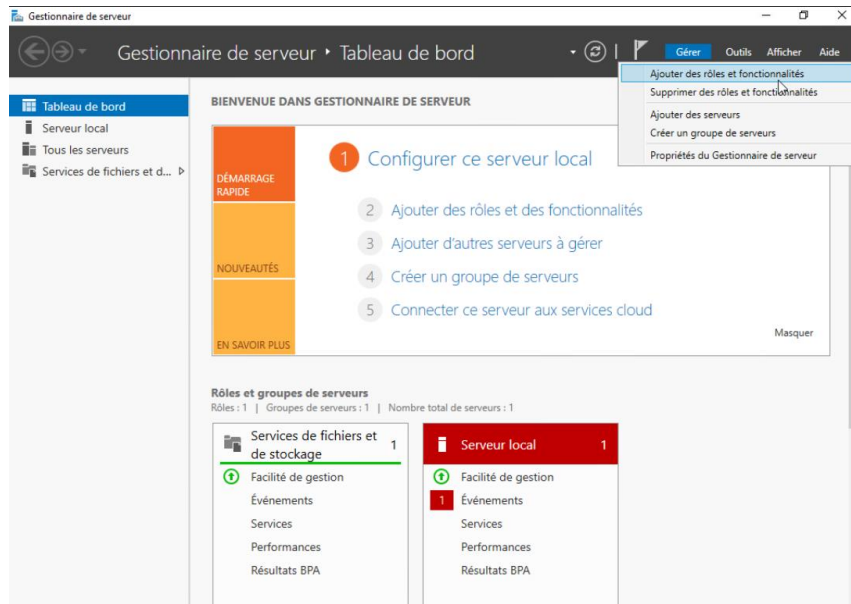 Gestionnaire de serveur
Gestionnaire de serveur ‣ Tableau de bord
Gérer Outils Afficher Aide
Ajouter des rôles et fonctionnalités
Supprimer des rôles et fonctionnalités
Ajouter des serveurs
Créer un groupe de serveurs
Propriétés du Gestionnaire de serveur
Tableau de bord
Serveur local
Tous les serveurs
Services de fichiers et d...
BIENVENUE DANS GESTIONNAIRE DE SERVEUR
DÉMARRAGE
RAPIDE
NOUVEAUTÉS
EN SAVOIR PLUS
1 Configurer ce serveur local
2 Ajouter des rôles et des fonctionnalités
3 Ajouter d'autres serveurs à gérer
4 Créer un groupe de serveurs
5 Connecter ce serveur aux services cloud
Masquer
Rôles et groupes de serveurs
Rôles : 1 | Groupes de serveurs : 1 | Nombre total de serveurs : 1
Services de fichiers et
de stockage
1
Facilité de gestion
Événements
Services
Performances
Résultats BPA
Serveur local 1
Facilité de gestion
1 Événements
Services
Performances
Résultats BPA